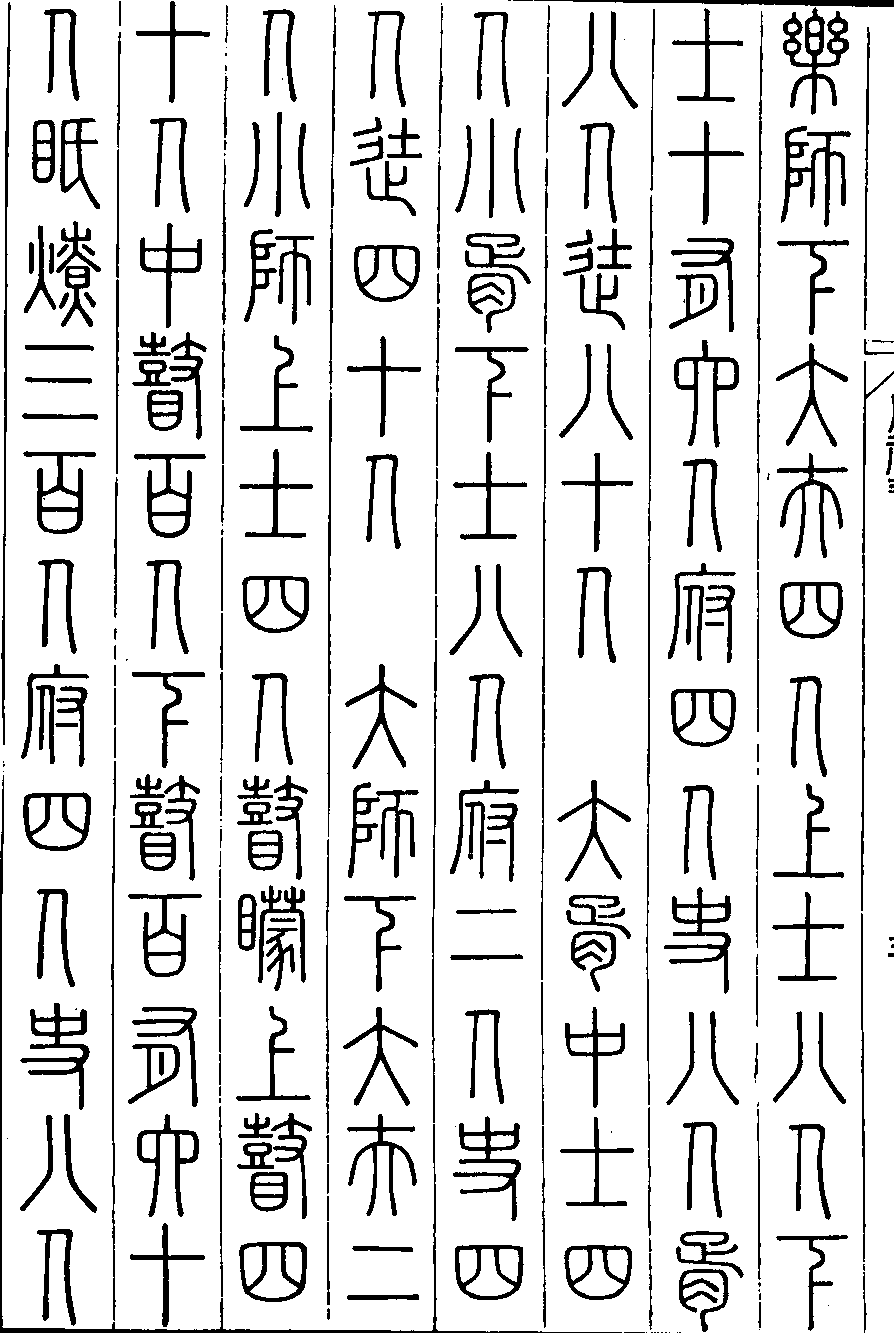 樂師下大夫四人上士八人下
士十有六人府四人史八人胥
八人徒八十人　大胥中士四
人小胥下士八人府二人史四
人徒四十人　大師下大夫二
人小師上士四人瞽矇上瞽四
十人中瞽百人下瞽百有六十
人眂燎三百人府四人史八人